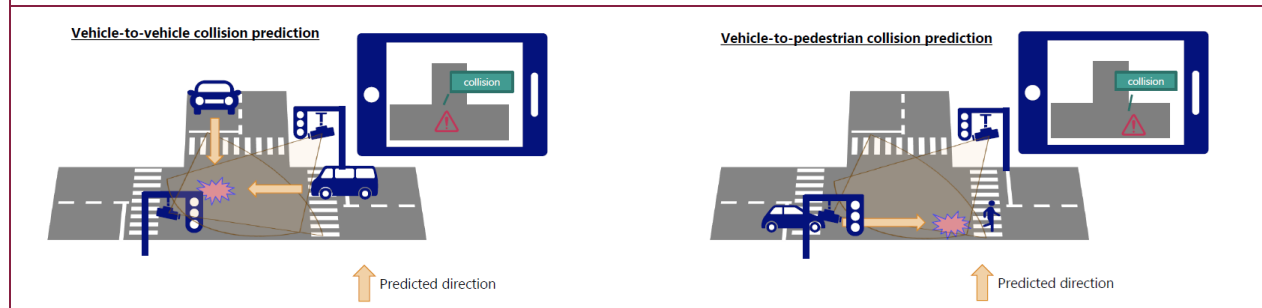 Vehicle-to-vehicle collision prediction
collision
Predicted direction
Vehicle-to-pedestrian collision prediction
collision
Predicted direction